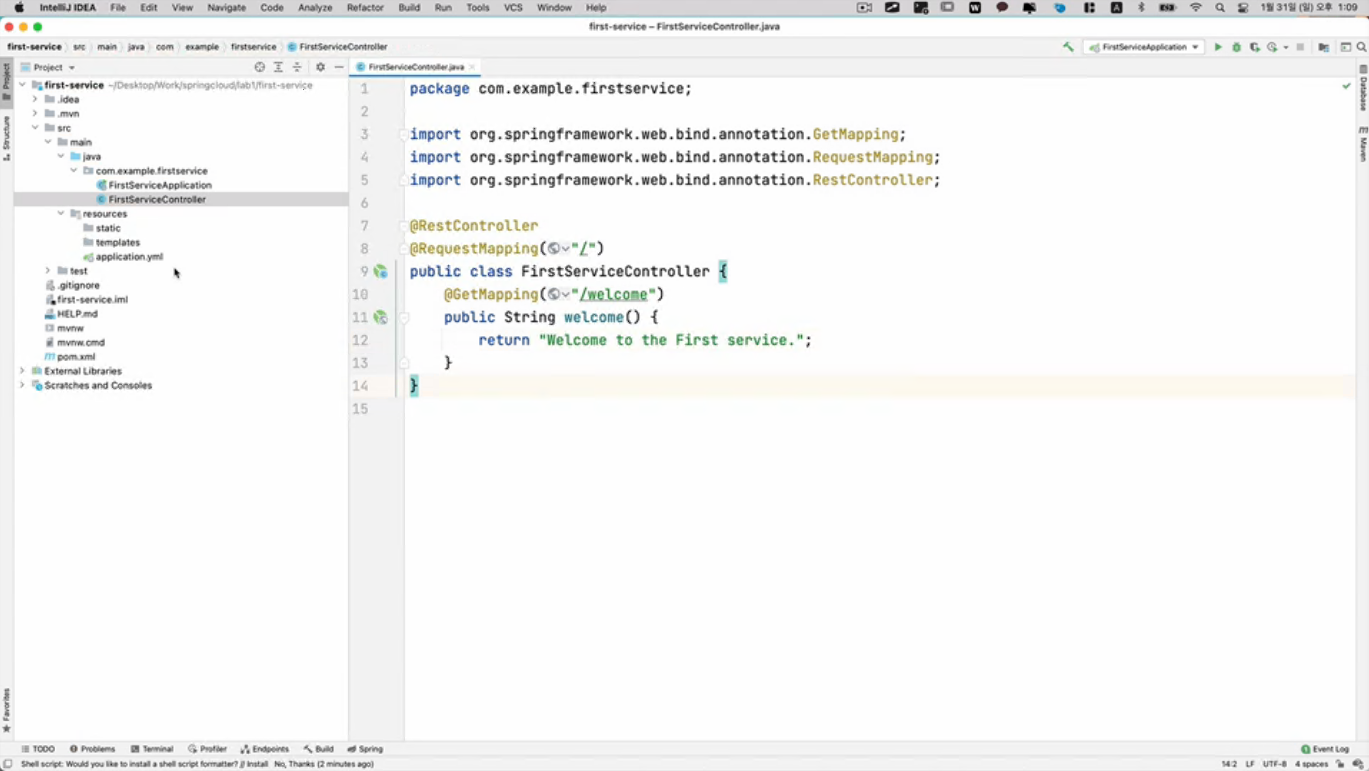 IntelliJ IDEA File Edit View Navigate Code Analyze Refactor Build Run Tools VCS Window Help 1월 31일 (일) 오후 1:09
first-service – FirstServiceController.java
first-service src main java com example firstservice FirstServiceController FirstServiceApplication
Project
FirstServiceController.java
Project
Structure
Favorites
Database
Maven
first-service ~/Desktop/Work/springcloud/lab1/first-service
.idea
.mvn
src
main
java
com.example.firstservice
FirstServiceApplication
FirstServiceController
resources
static
templates
application.yml
test
.gitignore
first-service.iml
HELP.md
mvnw
mvnw.cmd
pom.xml
External Libraries
Scratches and Consoles
1 package com.example.firstservice;
2
3 import org.springframework.web.bind.annotation.GetMapping;
4 import org.springframework.web.bind.annotation.RequestMapping;
5 import org.springframework.web.bind.annotation.RestController;
6
7 @RestController
8 @RequestMapping("/")
9 public class FirstServiceController {
10 @GetMapping("/welcome")
11 public String welcome() {
12 return "Welcome to the First service.";
13 }
14 }
15
TODO Problems Terminal Profiler Endpoints Build Spring Event Log
Shell script: Would you like to install a shell script formatter? // Install No, Thanks (2 minutes ago) 14:2 LF UTF-8 4 spaces